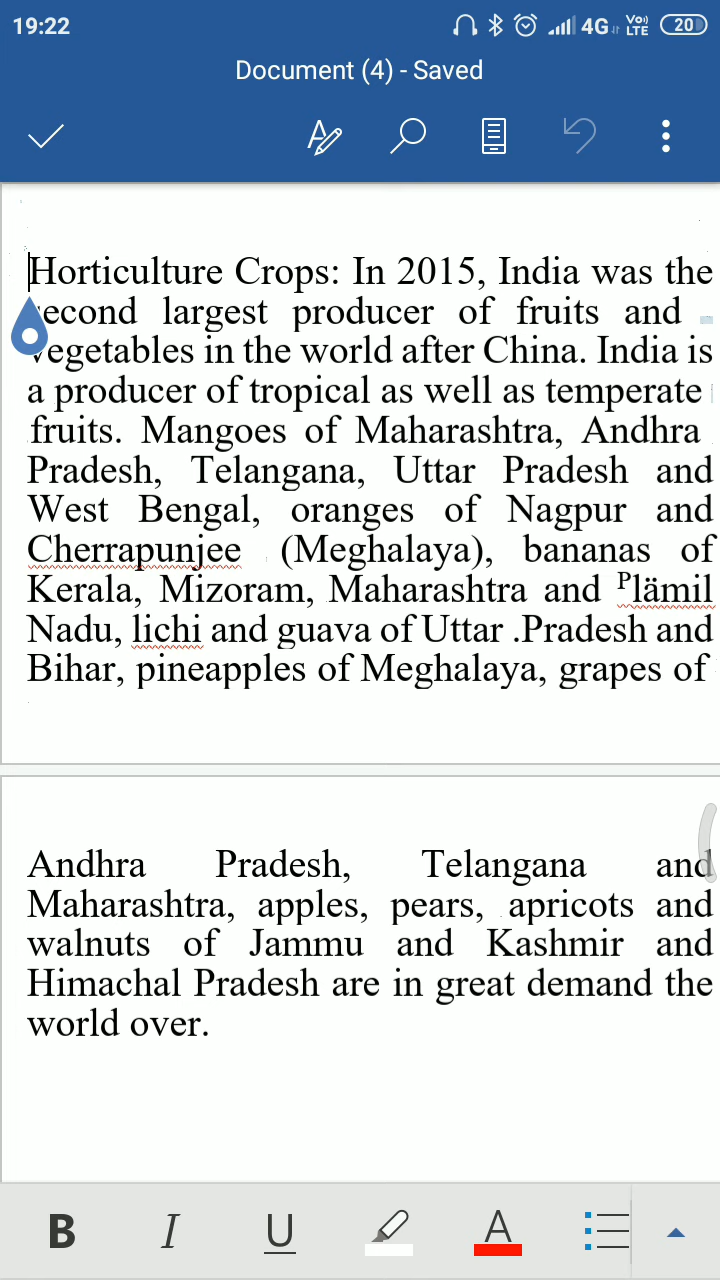 19:22
4G Vo)) LTE 20
Document (4) - Saved
Horticulture Crops: In 2015, India was the
second largest producer of fruits and
vegetables in the world after China. India is
a producer of tropical as well as temperate
fruits. Mangoes of Maharashtra, Andhra
Pradesh, Telangana, Uttar Pradesh and
West Bengal, oranges of Nagpur and
Cherrapunjee (Meghalaya), bananas of
Kerala, Mizoram, Maharashtra and ᴾlämil
Nadu, lichi and guava of Uttar .Pradesh and
Bihar, pineapples of Meghalaya, grapes of
Andhra Pradesh, Telangana and
Maharashtra, apples, pears, apricots and
walnuts of Jammu and Kashmir and
Himachal Pradesh are in great demand the
world over.
B I U A